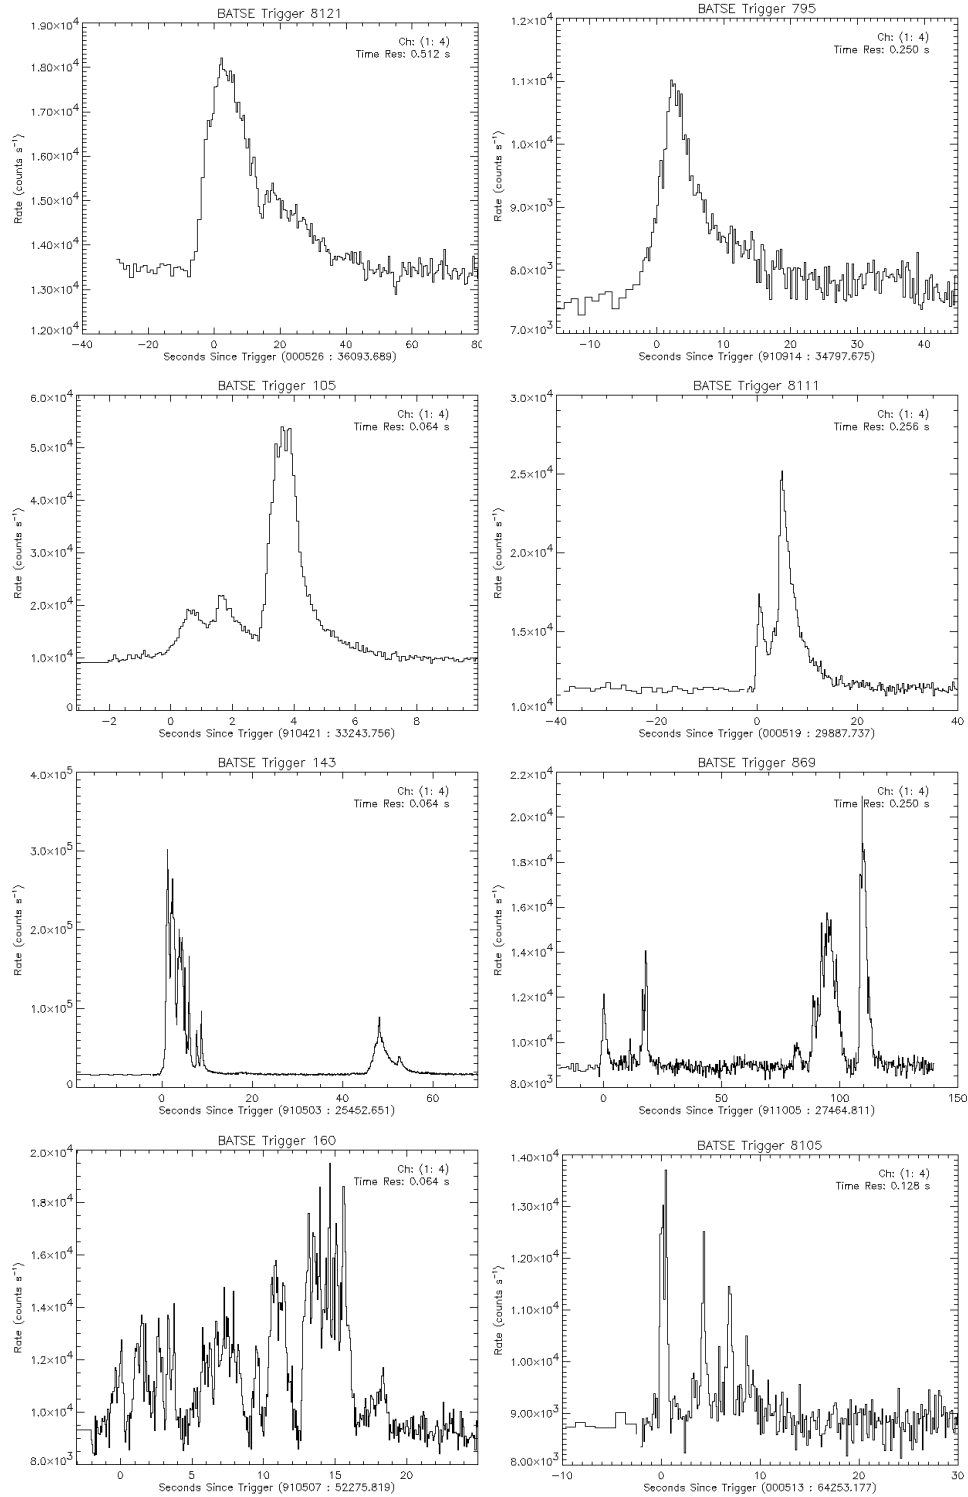 BATSE Trigger 8121
Ch: (1: 4)
Time Res: 0.512 s
1.90×10⁴
1.80×10⁴
1.70×10⁴
1.60×10⁴
1.50×10⁴
1.40×10⁴
1.30×10⁴
1.20×10⁴
Rate (counts s⁻¹)
−40 −20 0 20 40 60 80
Seconds Since Trigger (000526 : 36093.689)
BATSE Trigger 795
Ch: (1: 4)
Time Res: 0.250 s
1.2×10⁴
1.1×10⁴
1.0×10⁴
9.0×10³
8.0×10³
7.0×10³
Rate (counts s⁻¹)
−10 0 10 20 30 40
Seconds Since Trigger (910914 : 34797.675)
BATSE Trigger 105
Ch: (1: 4)
Time Res: 0.064 s
6.0×10⁴
5.0×10⁴
4.0×10⁴
3.0×10⁴
2.0×10⁴
1.0×10⁴
0
Rate (counts s⁻¹)
−2 0 2 4 6 8
Seconds Since Trigger (910421 : 33243.756)
BATSE Trigger 8111
Ch: (1: 4)
Time Res: 0.256 s
3.0×10⁴
2.5×10⁴
2.0×10⁴
1.5×10⁴
1.0×10⁴
Rate (counts s⁻¹)
−40 −20 0 20 40
Seconds Since Trigger (000519 : 29887.737)
BATSE Trigger 143
Ch: (1: 4)
Time Res: 0.064 s
4.0×10⁵
3.0×10⁵
2.0×10⁵
1.0×10⁵
0
Rate (counts s⁻¹)
0 20 40 60
Seconds Since Trigger (910503 : 25452.651)
BATSE Trigger 869
Ch: (1: 4)
Time Res: 0.250 s
2.2×10⁴
2.0×10⁴
1.8×10⁴
1.6×10⁴
1.4×10⁴
1.2×10⁴
1.0×10⁴
8.0×10³
Rate (counts s⁻¹)
0 50 100 150
Seconds Since Trigger (911005 : 27464.811)
BATSE Trigger 160
Ch: (1: 4)
Time Res: 0.064 s
2.0×10⁴
1.8×10⁴
1.6×10⁴
1.4×10⁴
1.2×10⁴
1.0×10⁴
8.0×10³
Rate (counts s⁻¹)
0 5 10 15 20
Seconds Since Trigger (910507 : 52275.819)
BATSE Trigger 8105
Ch: (1: 4)
Time Res: 0.128 s
1.40×10⁴
1.30×10⁴
1.20×10⁴
1.10×10⁴
1.00×10⁴
9.00×10³
8.00×10³
Rate (counts s⁻¹)
−10 0 10 20 30
Seconds Since Trigger (000513 : 64253.177)